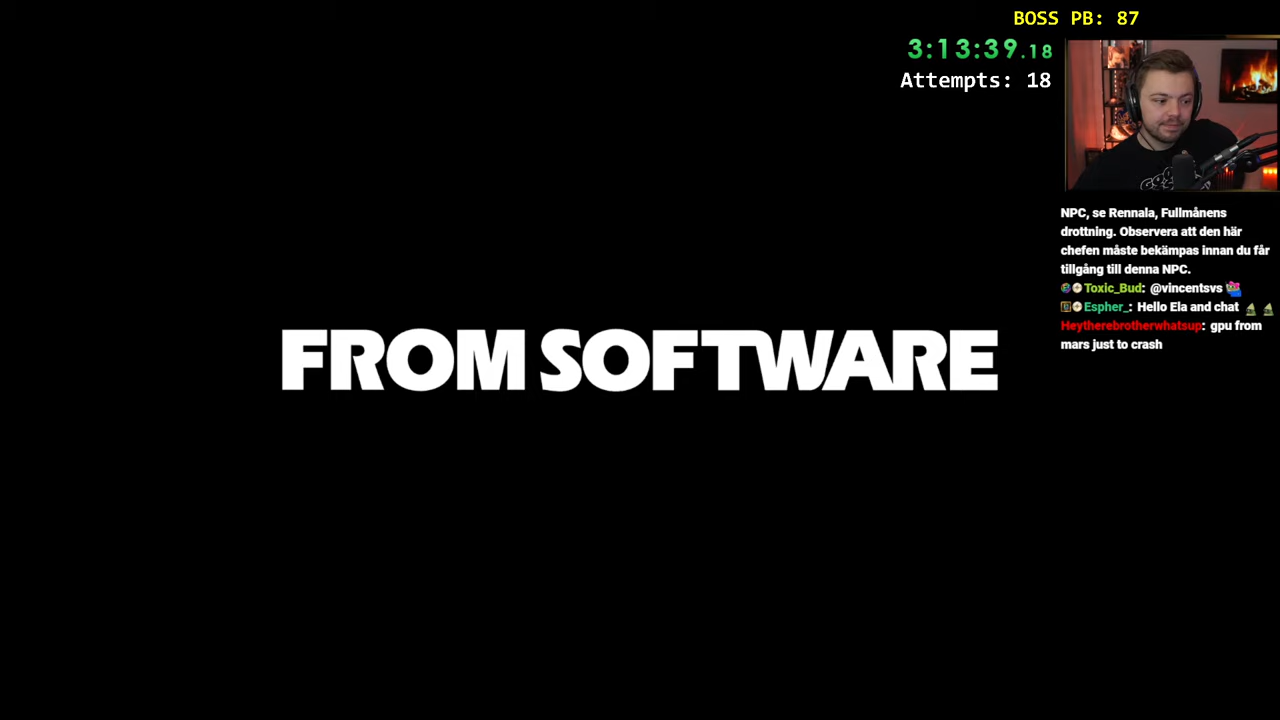 BOSS PB: 87
3:13:39.18
Attempts: 18
FROM SOFTWARE
NPC, se Rennala, Fullmånens
drottning. Observera att den här
chefen måste bekämpas innan du får
tillgång till denna NPC.
Toxic_Bud: @vincentsvs
Espher_: Hello Ela and chat
Heytherebrotherwhatsup: gpu from
mars just to crash